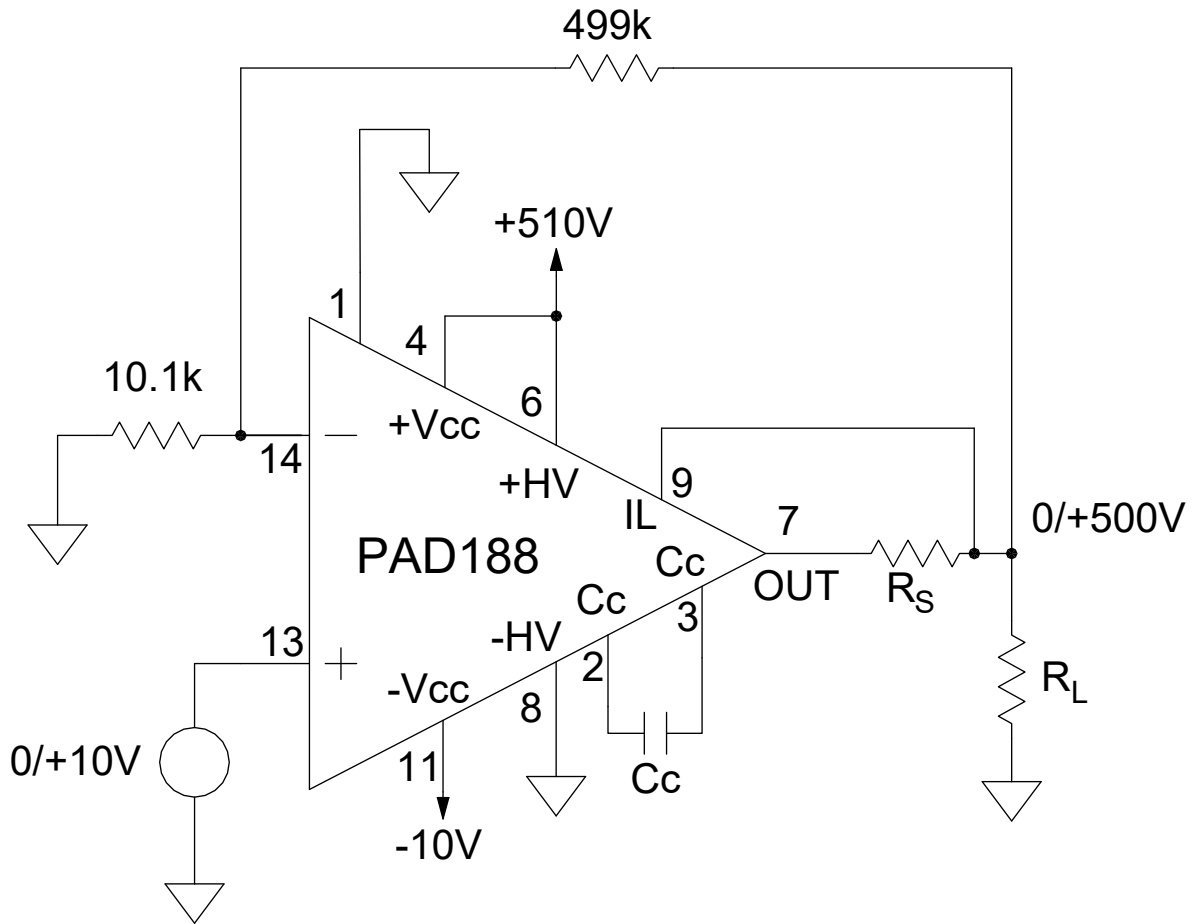 499k
+510V
1
4
10.1k
6
+Vcc
14
+HV
9
IL
7
0/+500V
PAD188
Cc
OUT
RS
Cc
3
13
-HV
2
-Vcc
8
RL
0/+10V
11
Cc
-10V